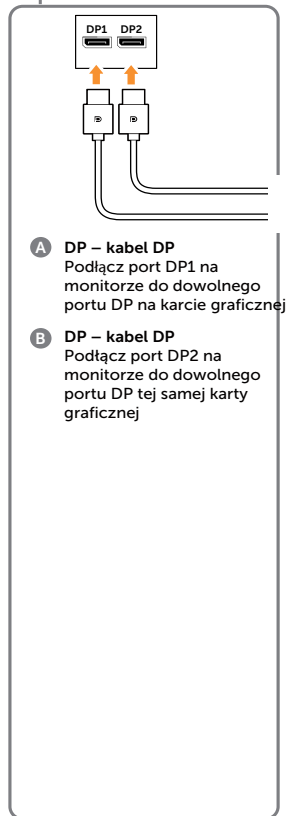 DP1 DP2
A DP – kabel DP
Podłącz port DP1 na
monitorze do dowolnego
portu DP na karcie graficznej
B DP – kabel DP
Podłącz port DP2 na
monitorze do dowolnego
portu DP tej samej karty
graficznej